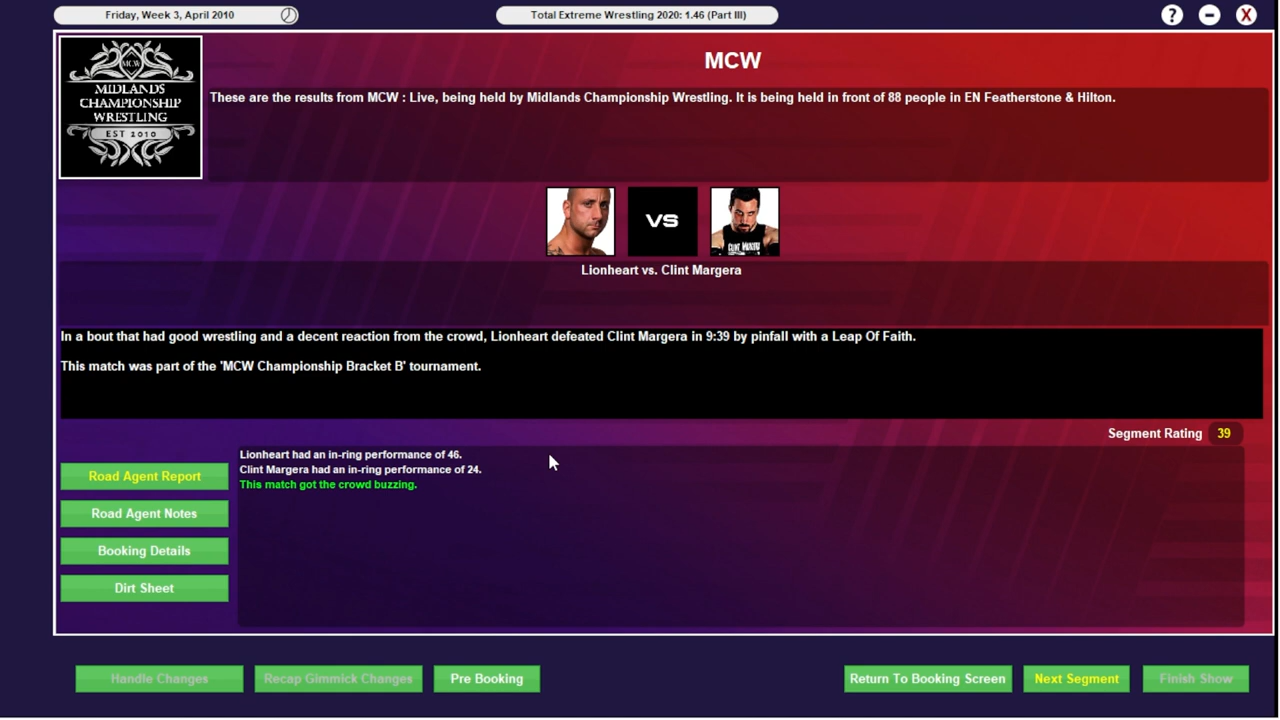 Friday, Week 3, April 2010
Total Extreme Wrestling 2020: 1.46 (Part III)
?
X
MCW
MCW
MIDLANDS
CHAMPIONSHIP
WRESTLING
EST 2010
These are the results from MCW : Live, being held by Midlands Championship Wrestling. It is being held in front of 88 people in EN Featherstone & Hilton.
VS
CLINT MARGERA
Lionheart vs. Clint Margera
In a bout that had good wrestling and a decent reaction from the crowd, Lionheart defeated Clint Margera in 9:39 by pinfall with a Leap Of Faith.
This match was part of the 'MCW Championship Bracket B' tournament.
Segment Rating 39
Road Agent Report
Road Agent Notes
Booking Details
Dirt Sheet
Lionheart had an in-ring performance of 46.
Clint Margera had an in-ring performance of 24.
This match got the crowd buzzing.
Handle Changes
Recap Gimmick Changes
Pre Booking
Return To Booking Screen
Next Segment
Finish Show